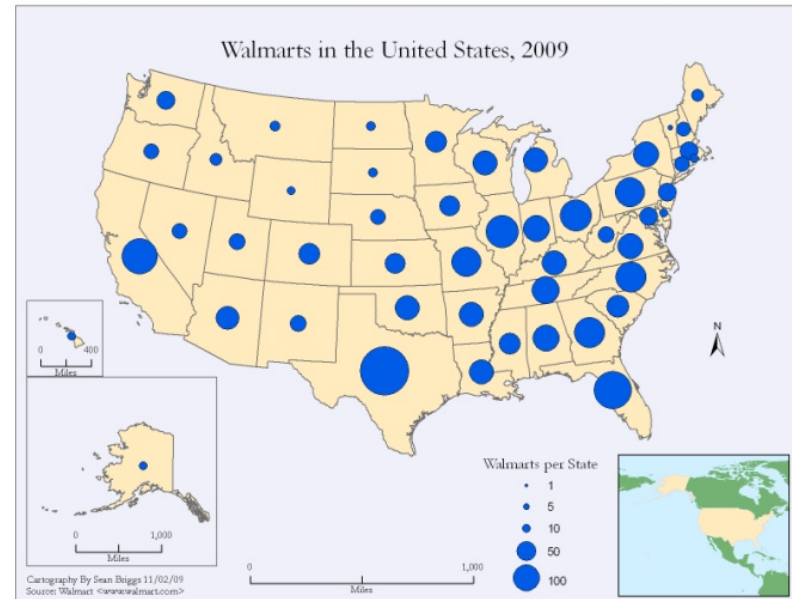 Walmarts in the United States, 2009
N
0 400
Miles
Walmarts per State
1
5
10
50
100
0 1,000
Miles
0 1,000
Miles
Cartography By Sean Briggs 11/02/09
Source: Walmart <www.walmart.com>